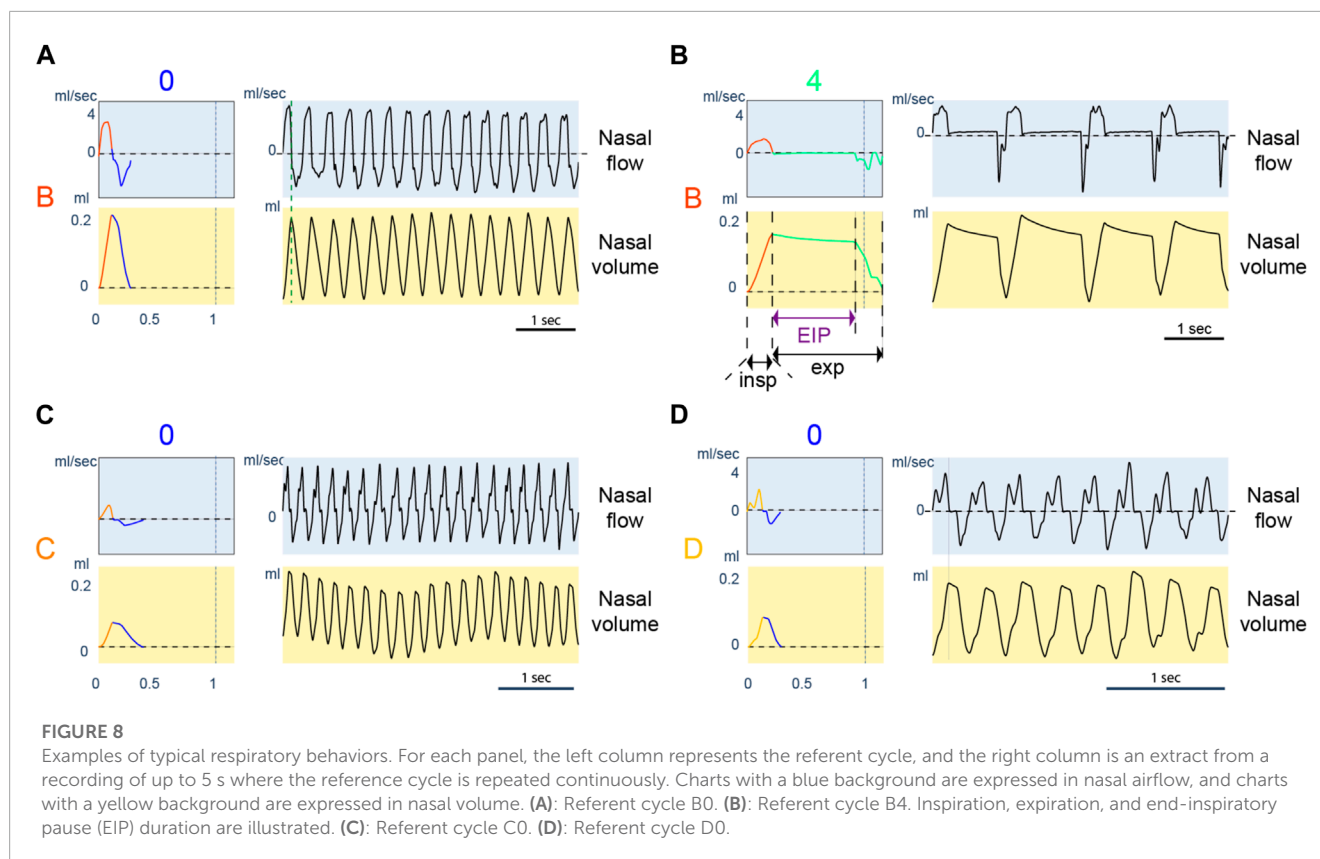 A
0
ml/sec
4
0
ml
B
0.2
0
0
0.5
1
ml/sec
0
ml
Nasal
flow
Nasal
volume
1 sec
B
4
ml/sec
4
0
ml
B
0.2
0
EIP
insp
exp
ml/sec
0
ml
Nasal
flow
Nasal
volume
1 sec
C
0
ml/sec
ml
C
0.2
0
0
0.5
1
ml/sec
0
ml
Nasal
flow
Nasal
volume
1 sec
D
0
ml/sec
4
0
ml
D
0.2
0
0
0.5
1
ml/sec
0
ml
Nasal
flow
Nasal
volume
1 sec
FIGURE 8
Examples of typical respiratory behaviors. For each panel, the left column represents the referent cycle, and the right column is an extract from a
recording of up to 5 s where the reference cycle is repeated continuously. Charts with a blue background are expressed in nasal airflow, and charts
with a yellow background are expressed in nasal volume. (A): Referent cycle B0. (B): Referent cycle B4. Inspiration, expiration, and end-inspiratory
pause (EIP) duration are illustrated. (C): Referent cycle C0. (D): Referent cycle D0.